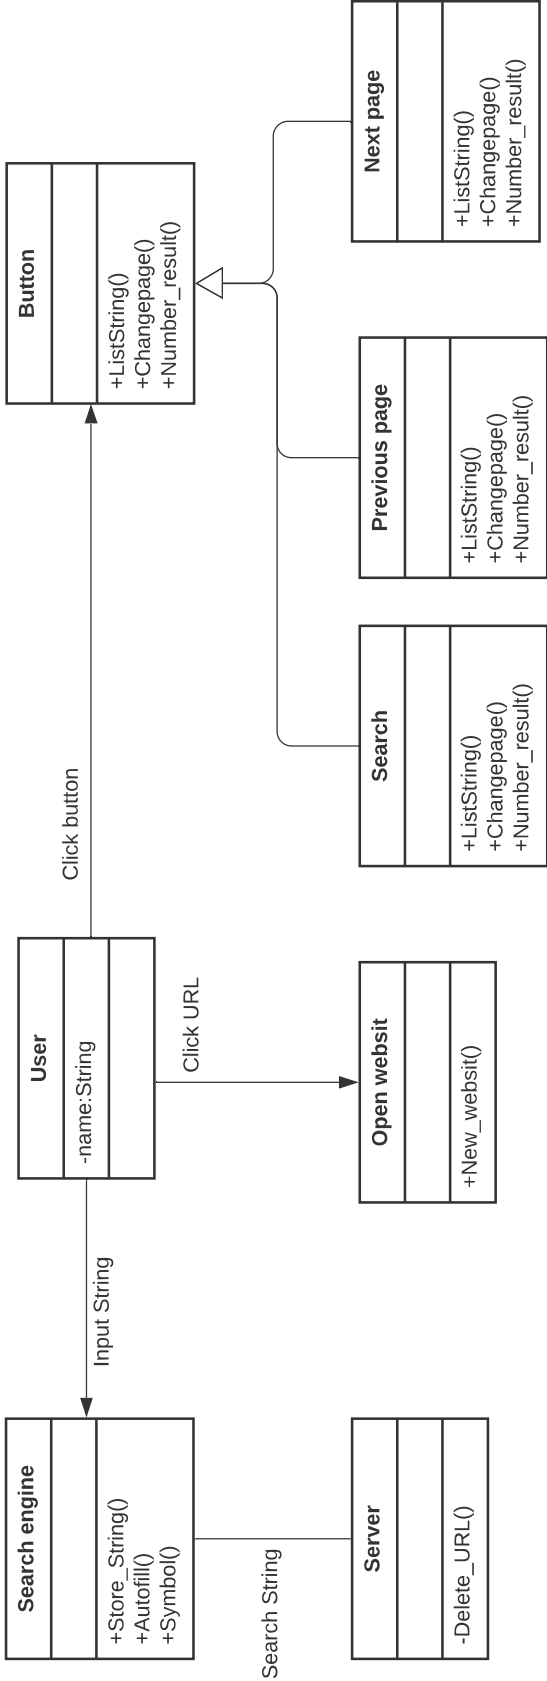 Search engine
+Store_String()
+Autofill()
+Symbol()
Input String
User
-name:String
Click button
Button
+ListString()
+Changepage()
+Number_result()
Search String
Click URL
Server
-Delete_URL()
Open websit
+New_websit()
Search
+ListString()
+Changepage()
+Number_result()
Previous page
+ListString()
+Changepage()
+Number_result()
Next page
+ListString()
+Changepage()
+Number_result()